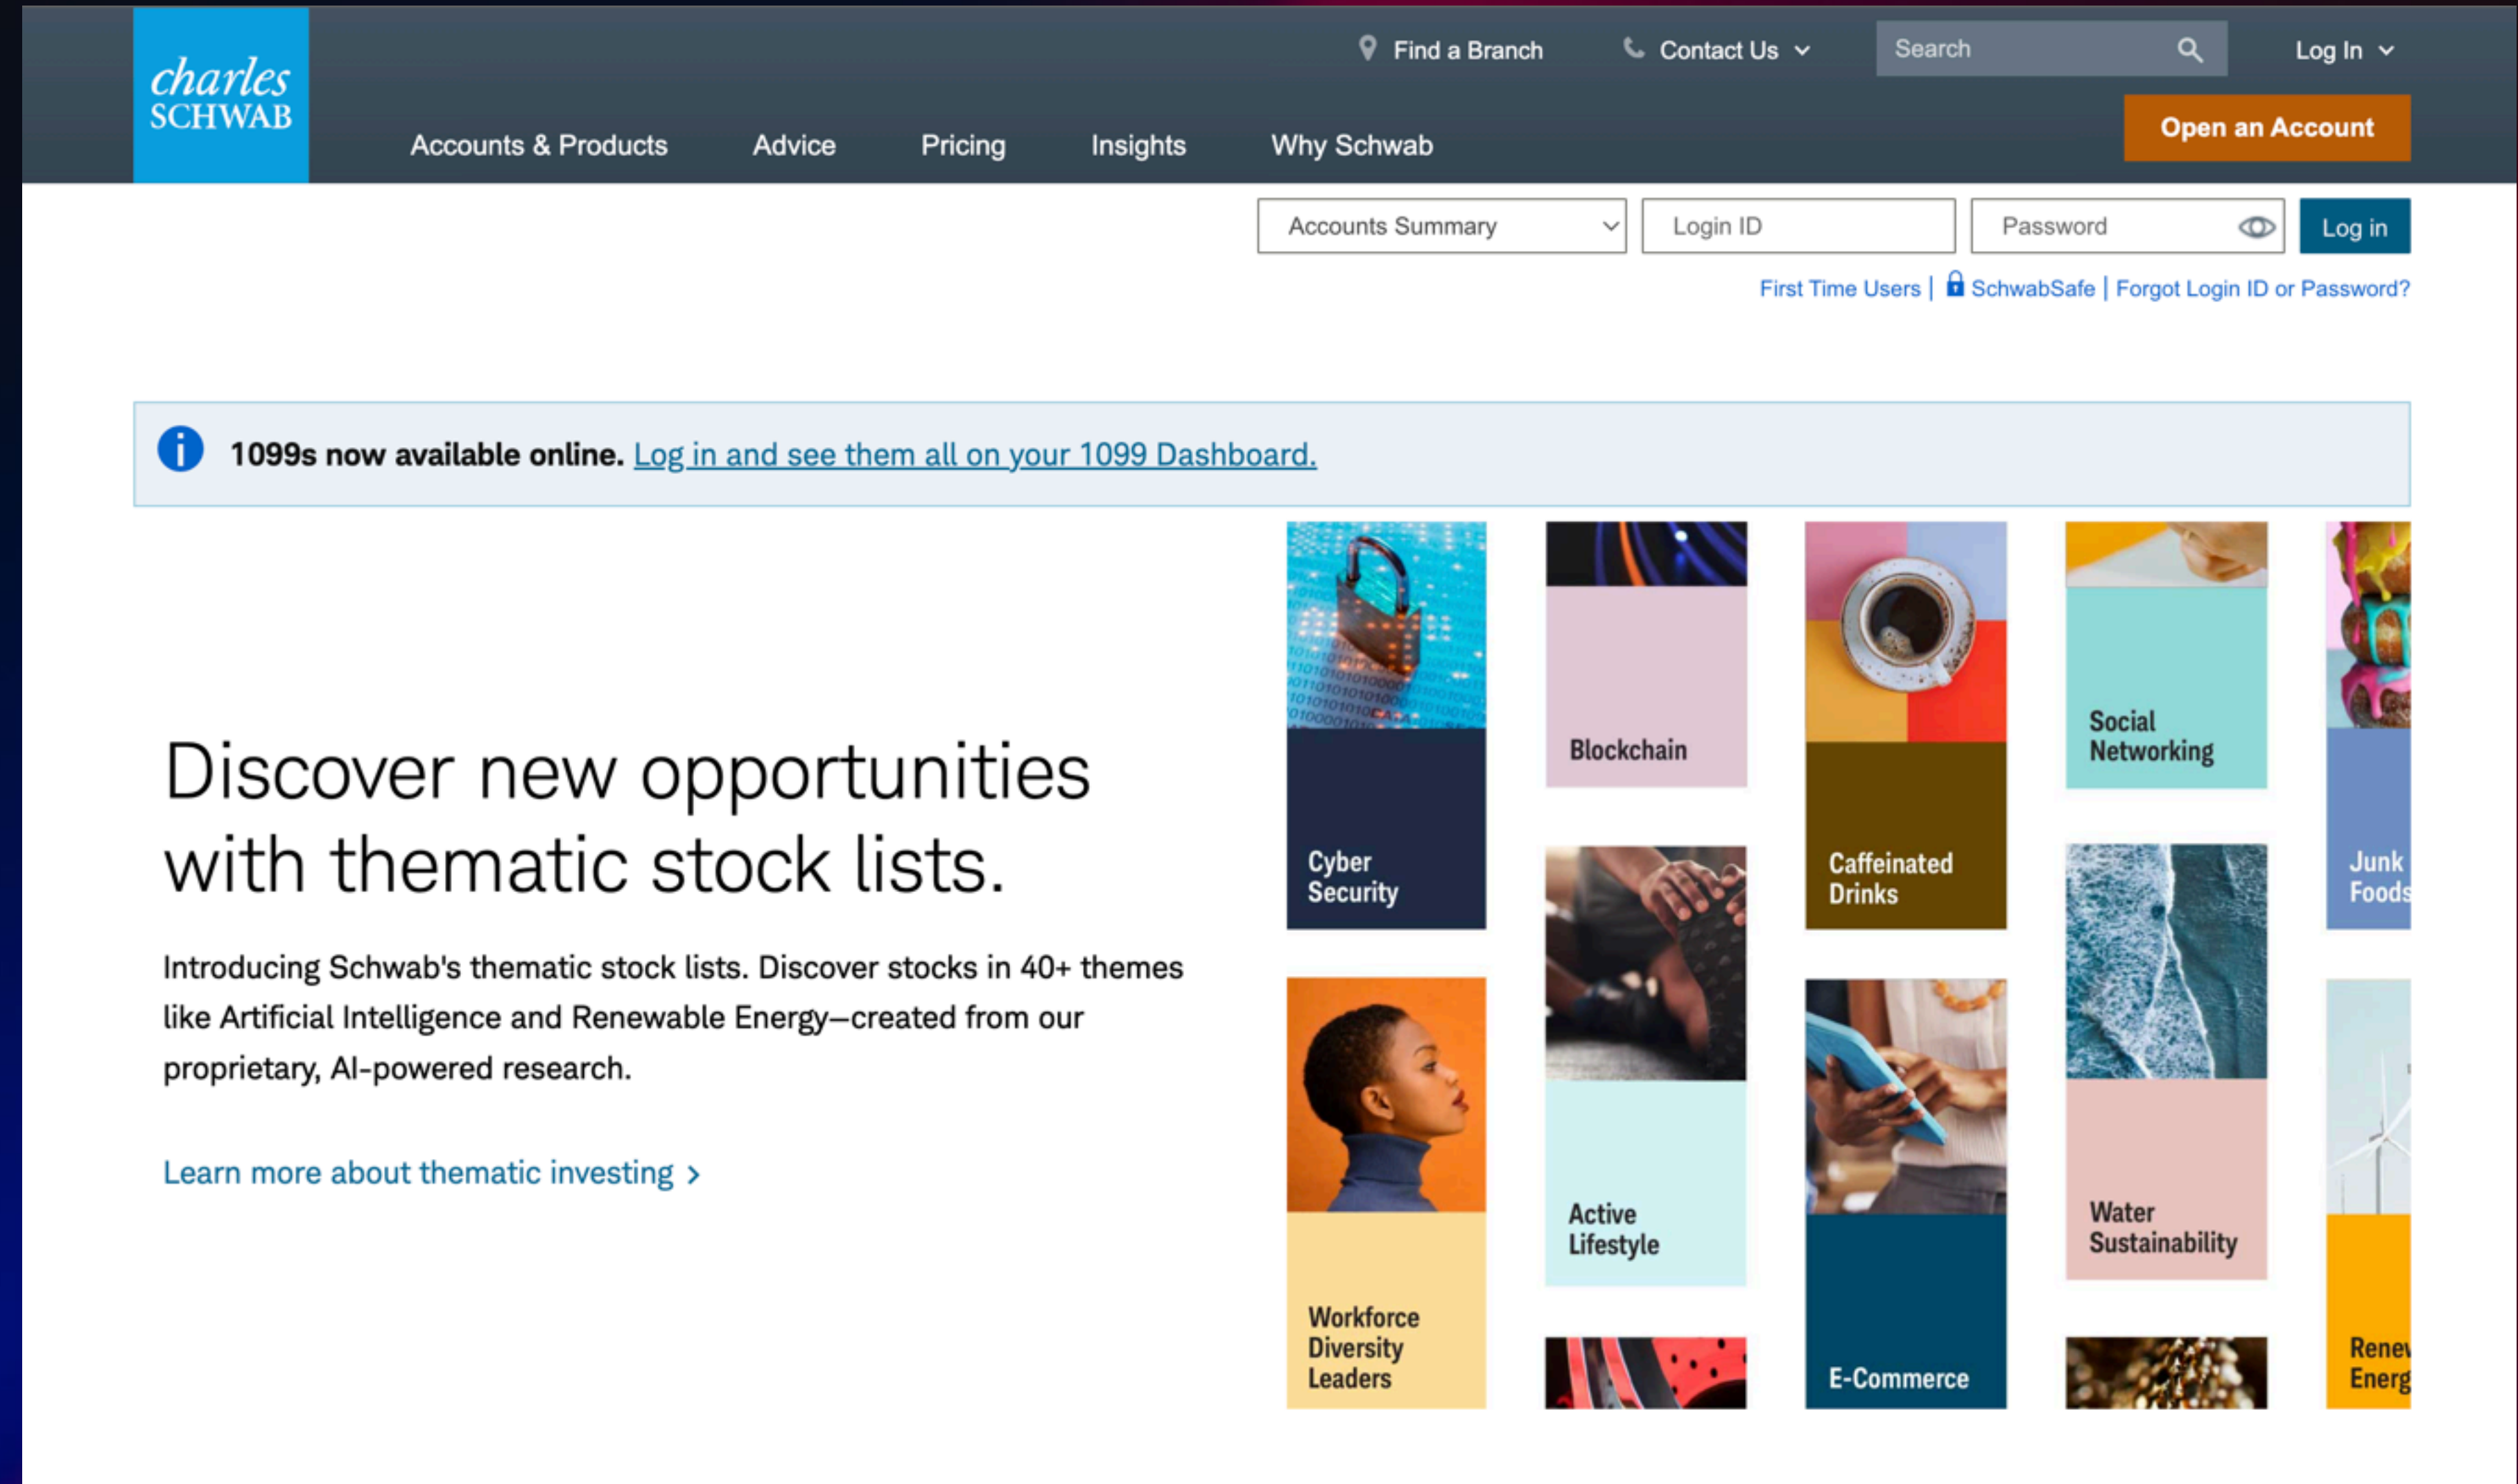 charles
SCHWAB
Find a Branch
Contact Us
Search
Log In
Accounts & Products
Advice
Pricing
Insights
Why Schwab
Open an Account
Accounts Summary
Login ID
Password
Log in
First Time Users | SchwabSafe | Forgot Login ID or Password?
1099s now available online. Log in and see them all on your 1099 Dashboard.
Discover new opportunities
with thematic stock lists.
Introducing Schwab's thematic stock lists. Discover stocks in 40+ themes
like Artificial Intelligence and Renewable Energy—created from our
proprietary, AI-powered research.
Learn more about thematic investing >
Cyber
Security
Blockchain
Caffeinated
Drinks
Social
Networking
Junk
Foods
Workforce
Diversity
Leaders
Active
Lifestyle
E-Commerce
Water
Sustainability
Renew
Energ